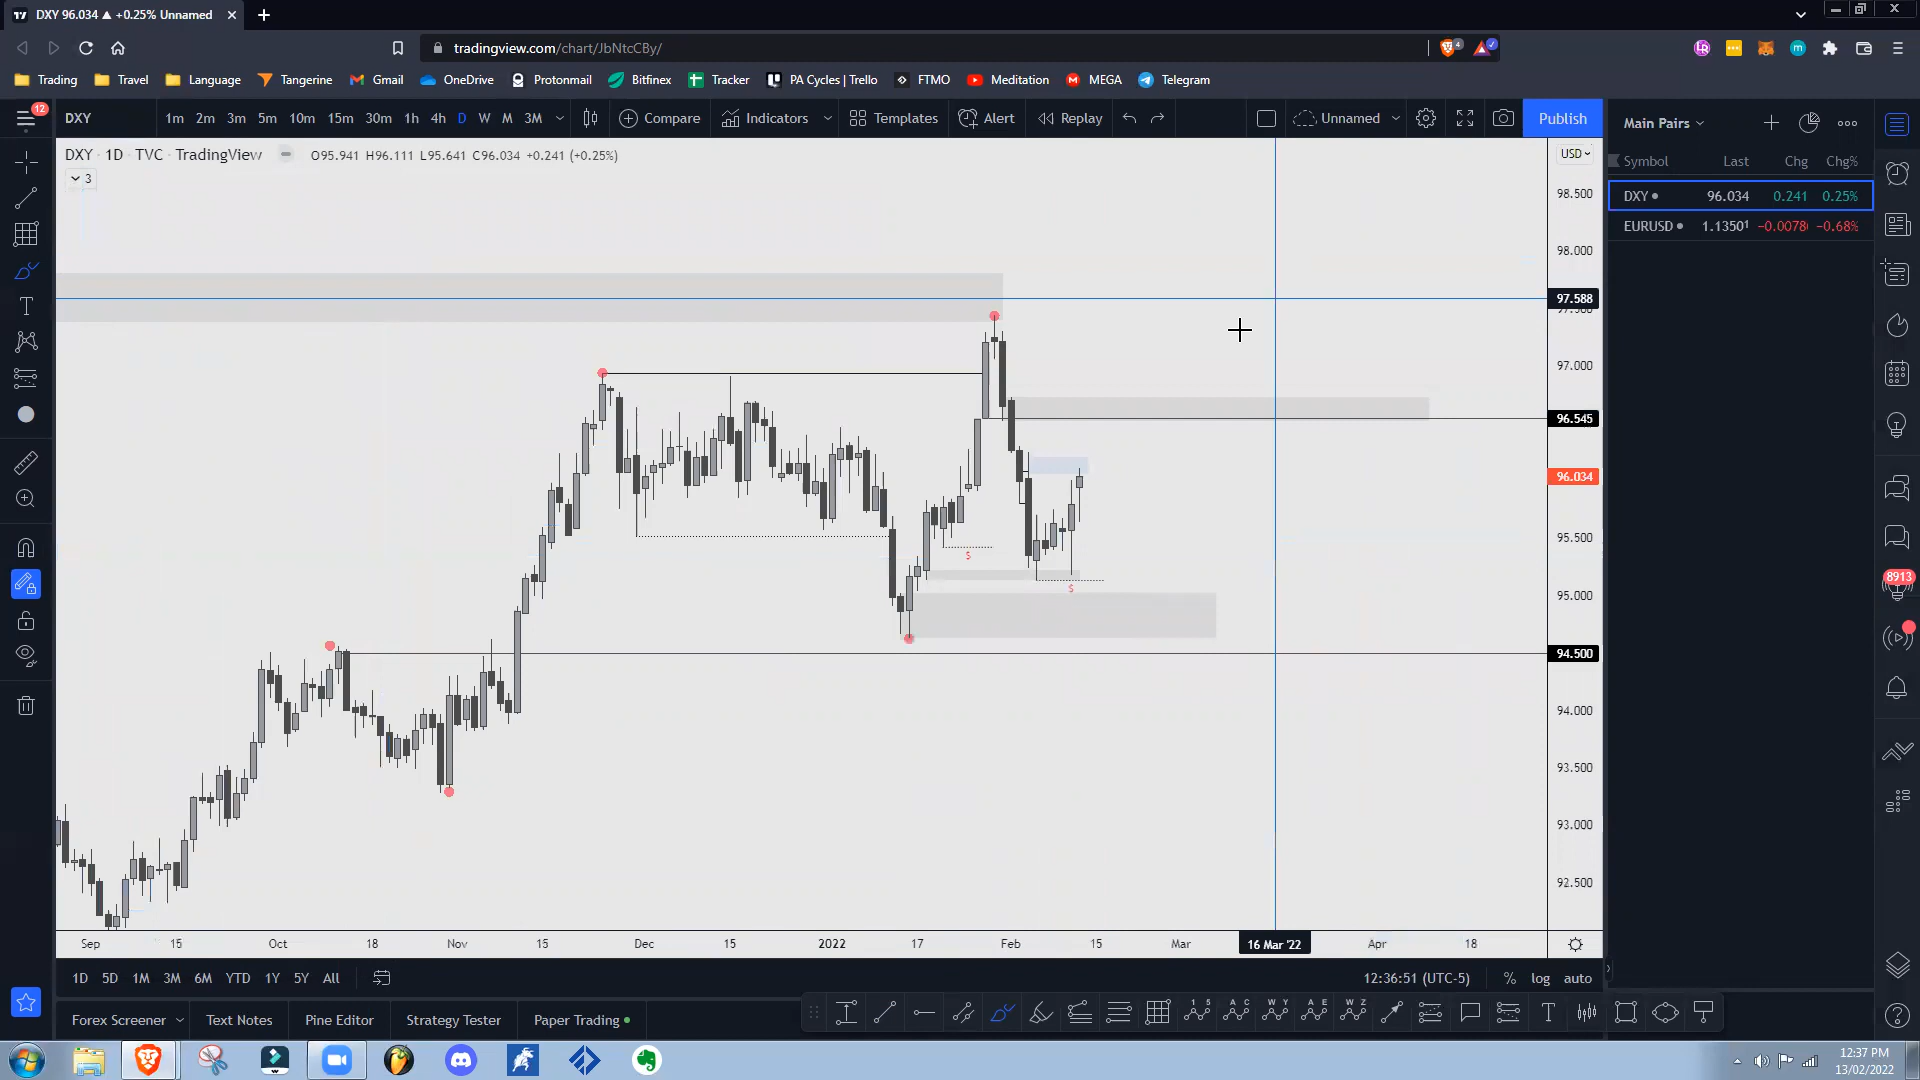 DXY 96.034 ▲ +0.25% Unnamed
tradingview.com/chart/JbNtcCBy/
4
Trading
Travel
Language
Tangerine
Gmail
OneDrive
Protonmail
Bitfinex
Tracker
PA Cycles | Trello
FTMO
Meditation
MEGA
Telegram
12
DXY
1m 2m 3m 5m 10m 15m 30m 1h 4h D W M 3M
Compare
Indicators
Templates
Alert
Replay
Unnamed
Publish
Main Pairs
DXY · 1D · TVC · TradingView
O95.941 H96.111 L95.641 C96.034 +0.241 (+0.25%)
3
USD
Symbol Last Chg Chg%
DXY 96.034 0.241 0.25%
EURUSD 1.13501 -0.0078 -0.68%
98.500
98.000
97.588
97.500
97.000
96.545
96.034
95.500
95.000
94.500
94.000
93.500
93.000
92.500
$
$
8913
Sep 15 Oct 18 Nov 15 Dec 15 2022 17 Feb 15 Mar 16 Mar '22 Apr 18
1D 5D 1M 3M 6M YTD 1Y 5Y All
12:36:51 (UTC-5)
% log auto
Forex Screener
Text Notes
Pine Editor
Strategy Tester
Paper Trading
12:37 PM
13/02/2022